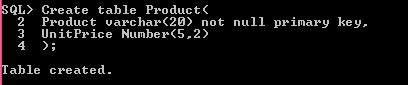 SQL> Create table Product(
2 Product varchar(20) not null primary key,
3 UnitPrice Number(5,2)
4 );
Table created.